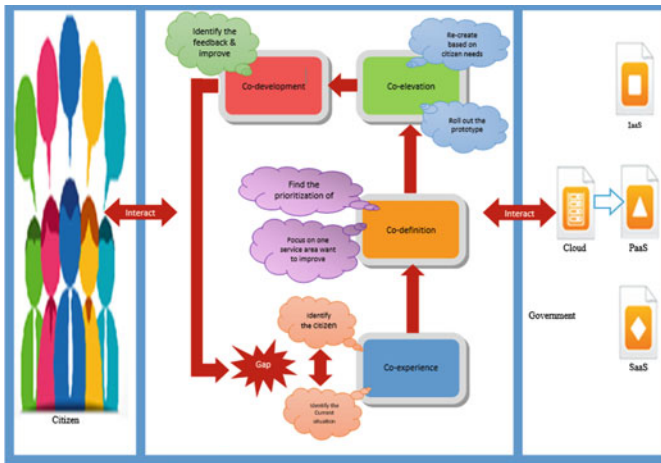 Identify the
feedback &
improve
Co-development
Co-elevation
Re-create
based on
citizen needs
Roll out the
prototype
Interact
Find the
prioritization of
Focus on one
service area want
to improve
Co-definition
Interact
Identify
the citizen
Gap
Identify the
Current
situation
Co-experience
Citizen
IaaS
Cloud
PaaS
Government
SaaS